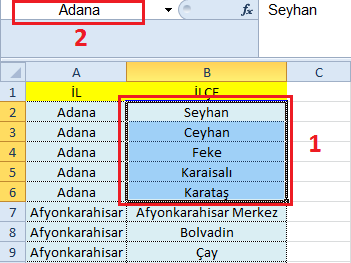 Adana fx Seyhan
2
A B C
1 İL İLÇE
2 Adana Seyhan
3 Adana Ceyhan
4 Adana Feke
5 Adana Karaisalı
6 Adana Karataş
1
7 Afyonkarahisar Afyonkarahisar Merkez
8 Afyonkarahisar Bolvadin
9 Afyonkarahisar Çay